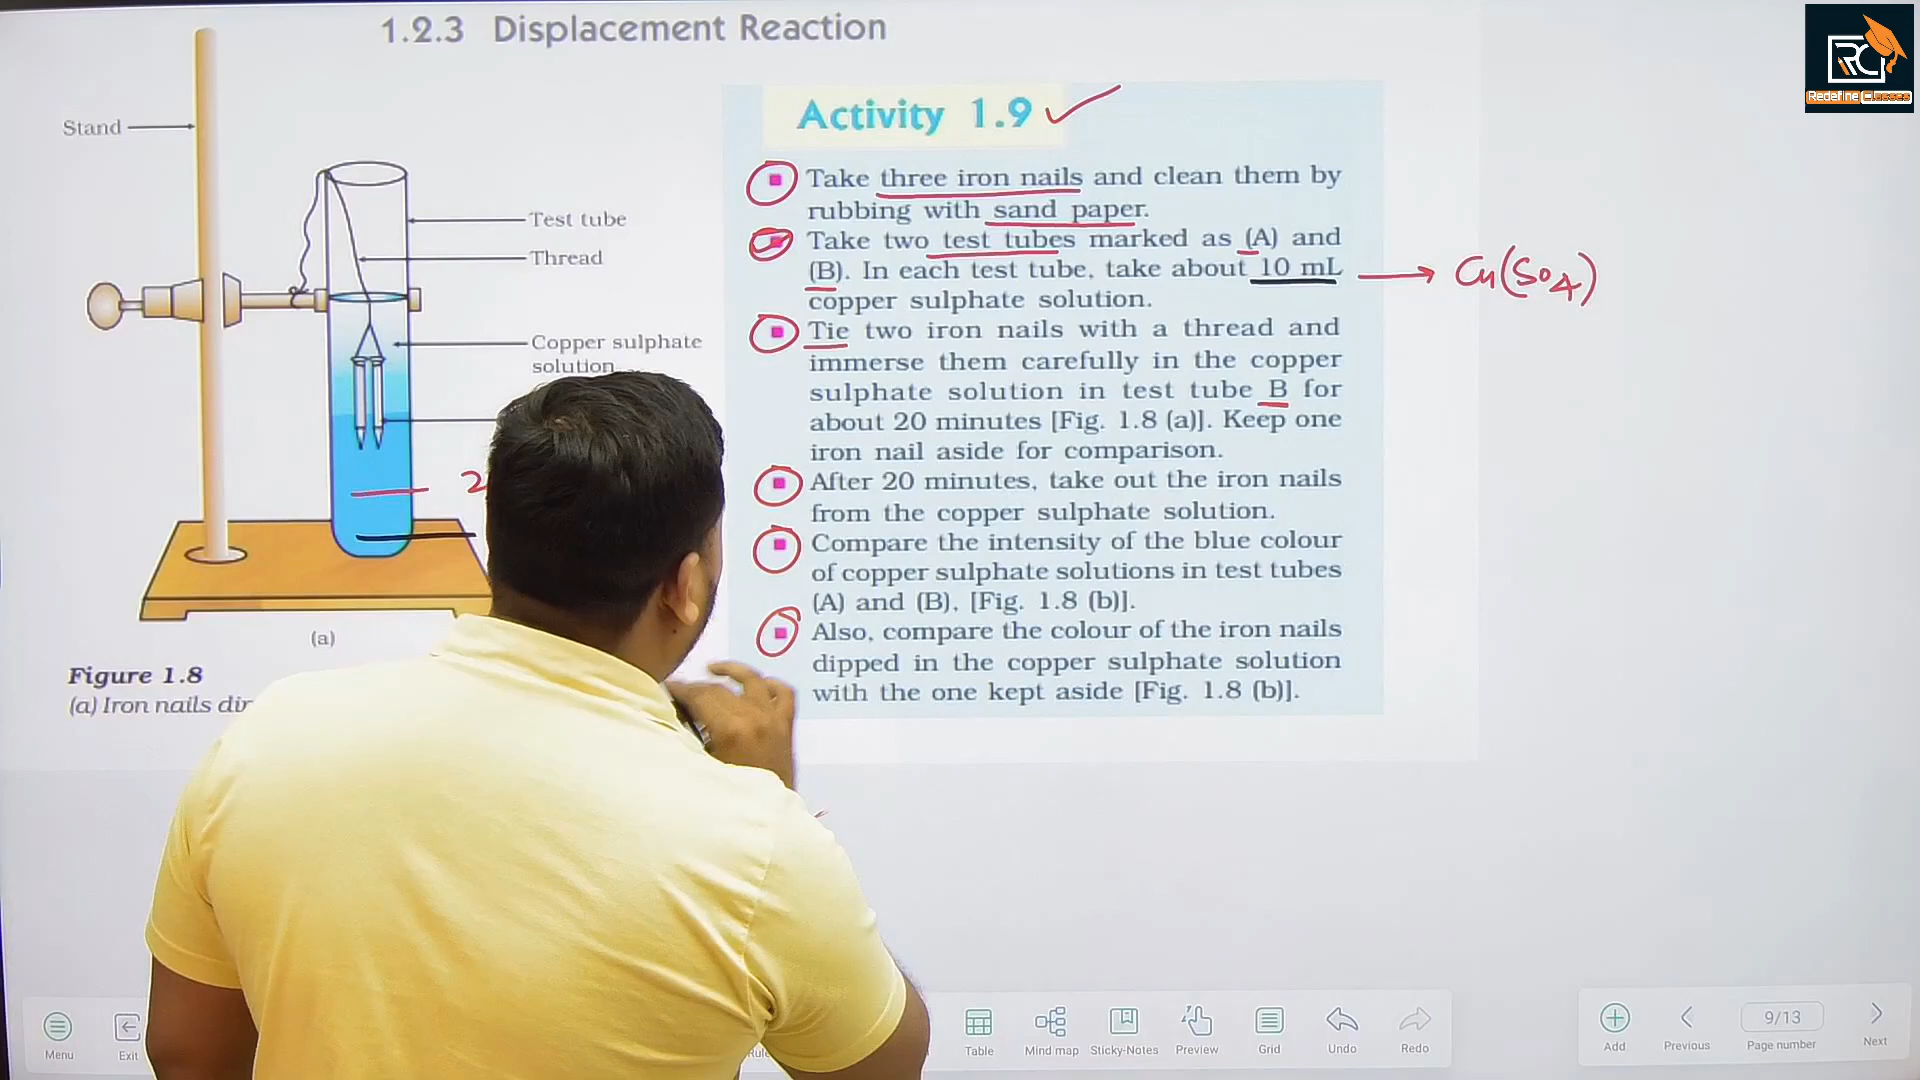 1.2.3 Displacement Reaction
Stand
Test tube
Thread
Copper sulphate
solution
2
(a)
Figure 1.8
(a) Iron nails dip
Activity 1.9
Take three iron nails and clean them by
rubbing with sand paper.
Take two test tubes marked as (A) and
(B). In each test tube, take about 10 mL
copper sulphate solution.
Tie two iron nails with a thread and
immerse them carefully in the copper
sulphate solution in test tube B for
about 20 minutes [Fig. 1.8 (a)]. Keep one
iron nail aside for comparison.
After 20 minutes, take out the iron nails
from the copper sulphate solution.
Compare the intensity of the blue colour
of copper sulphate solutions in test tubes
(A) and (B), [Fig. 1.8 (b)].
Also, compare the colour of the iron nails
dipped in the copper sulphate solution
with the one kept aside [Fig. 1.8 (b)].
Cu(SO4)
RC
Redefine Classes
Menu
Exit
Table
Mind map
Sticky-Notes
Preview
Grid
Undo
Redo
Add
Previous
9/13
Page number
Next